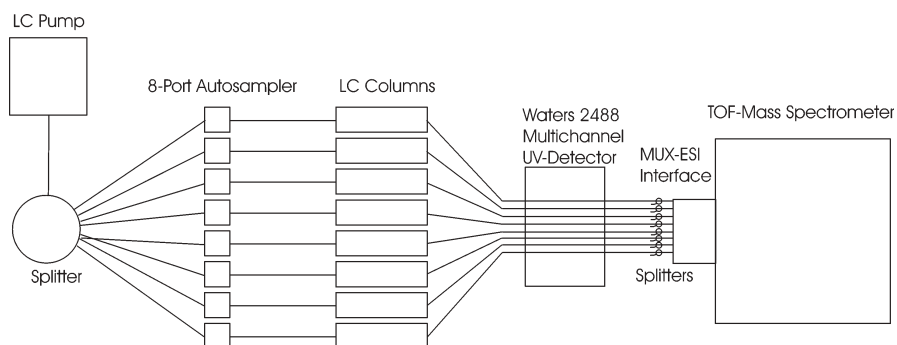 LC Pump
8-Port Autosampler
LC Columns
Waters 2488
Multichannel
UV-Detector
TOF-Mass Spectrometer
MUX-ESI
Interface
Splitter
Splitters